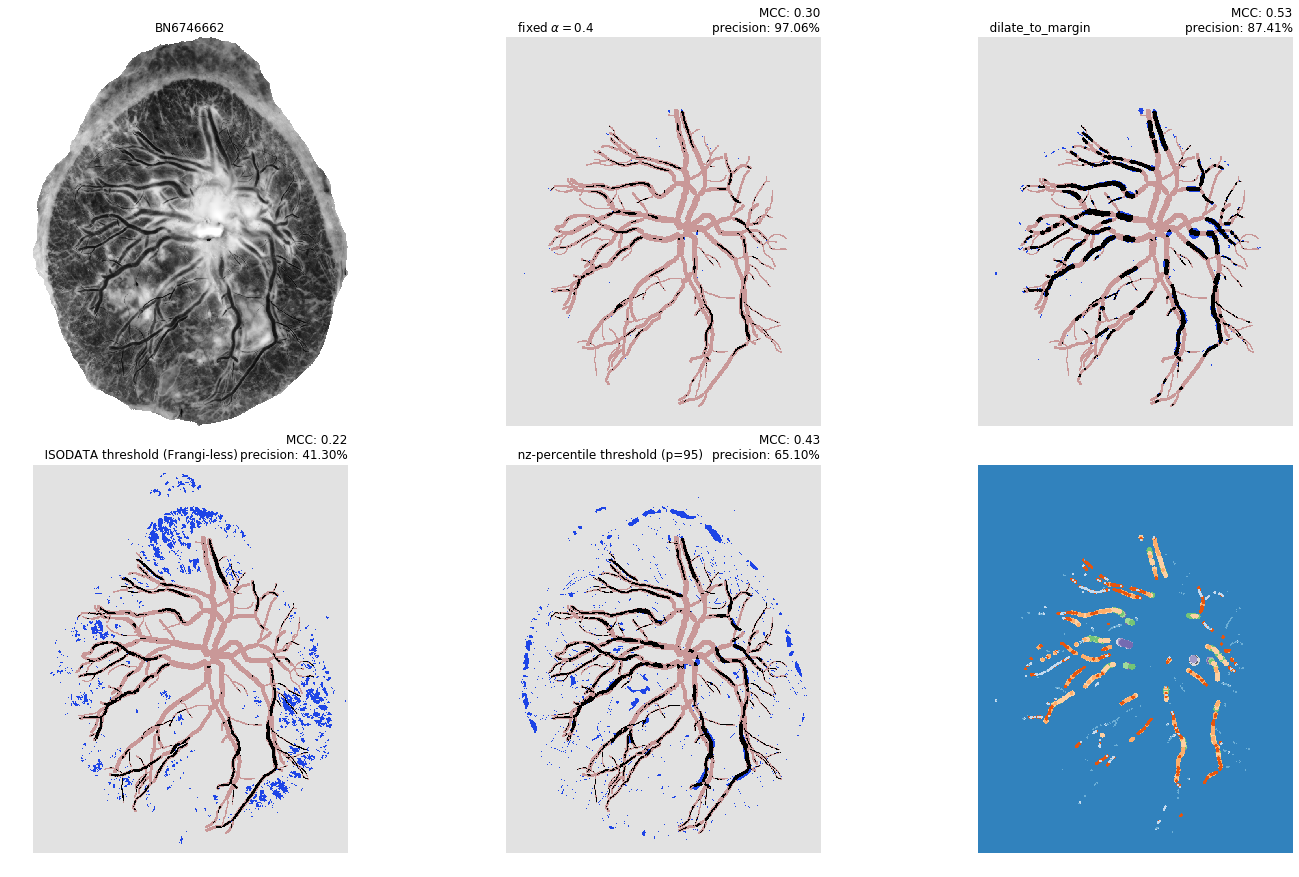 BN6746662
MCC: 0.30
fixed α = 0.4 precision: 97.06%
MCC: 0.53
dilate_to_margin precision: 87.41%
MCC: 0.22
ISODATA threshold (Frangi-less) precision: 41.30%
MCC: 0.43
nz-percentile threshold (p=95) precision: 65.10%